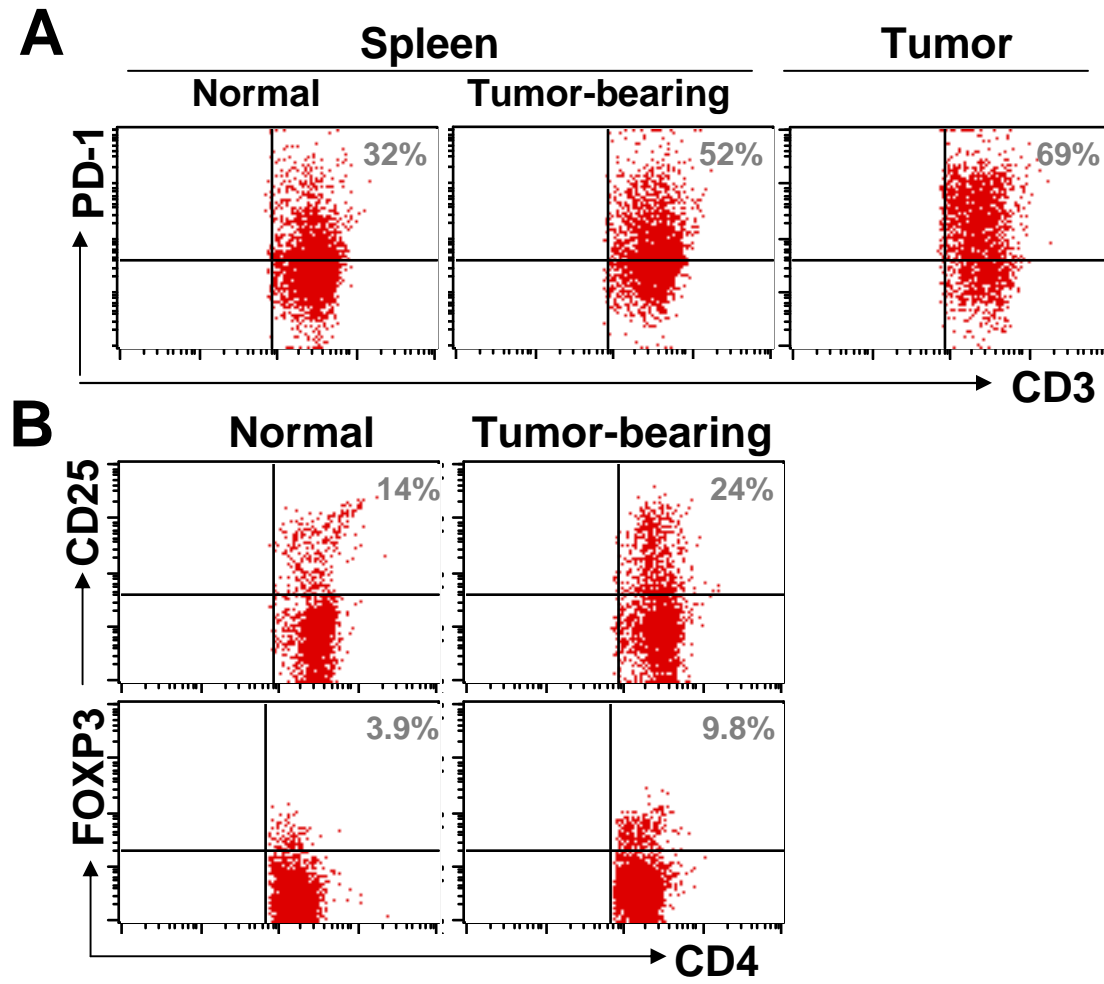 A
Spleen
Tumor
Normal
Tumor-bearing
PD-1
32%
52%
69%
CD3
B
Normal
Tumor-bearing
CD25
14%
24%
FOXP3
3.9%
9.8%
CD4